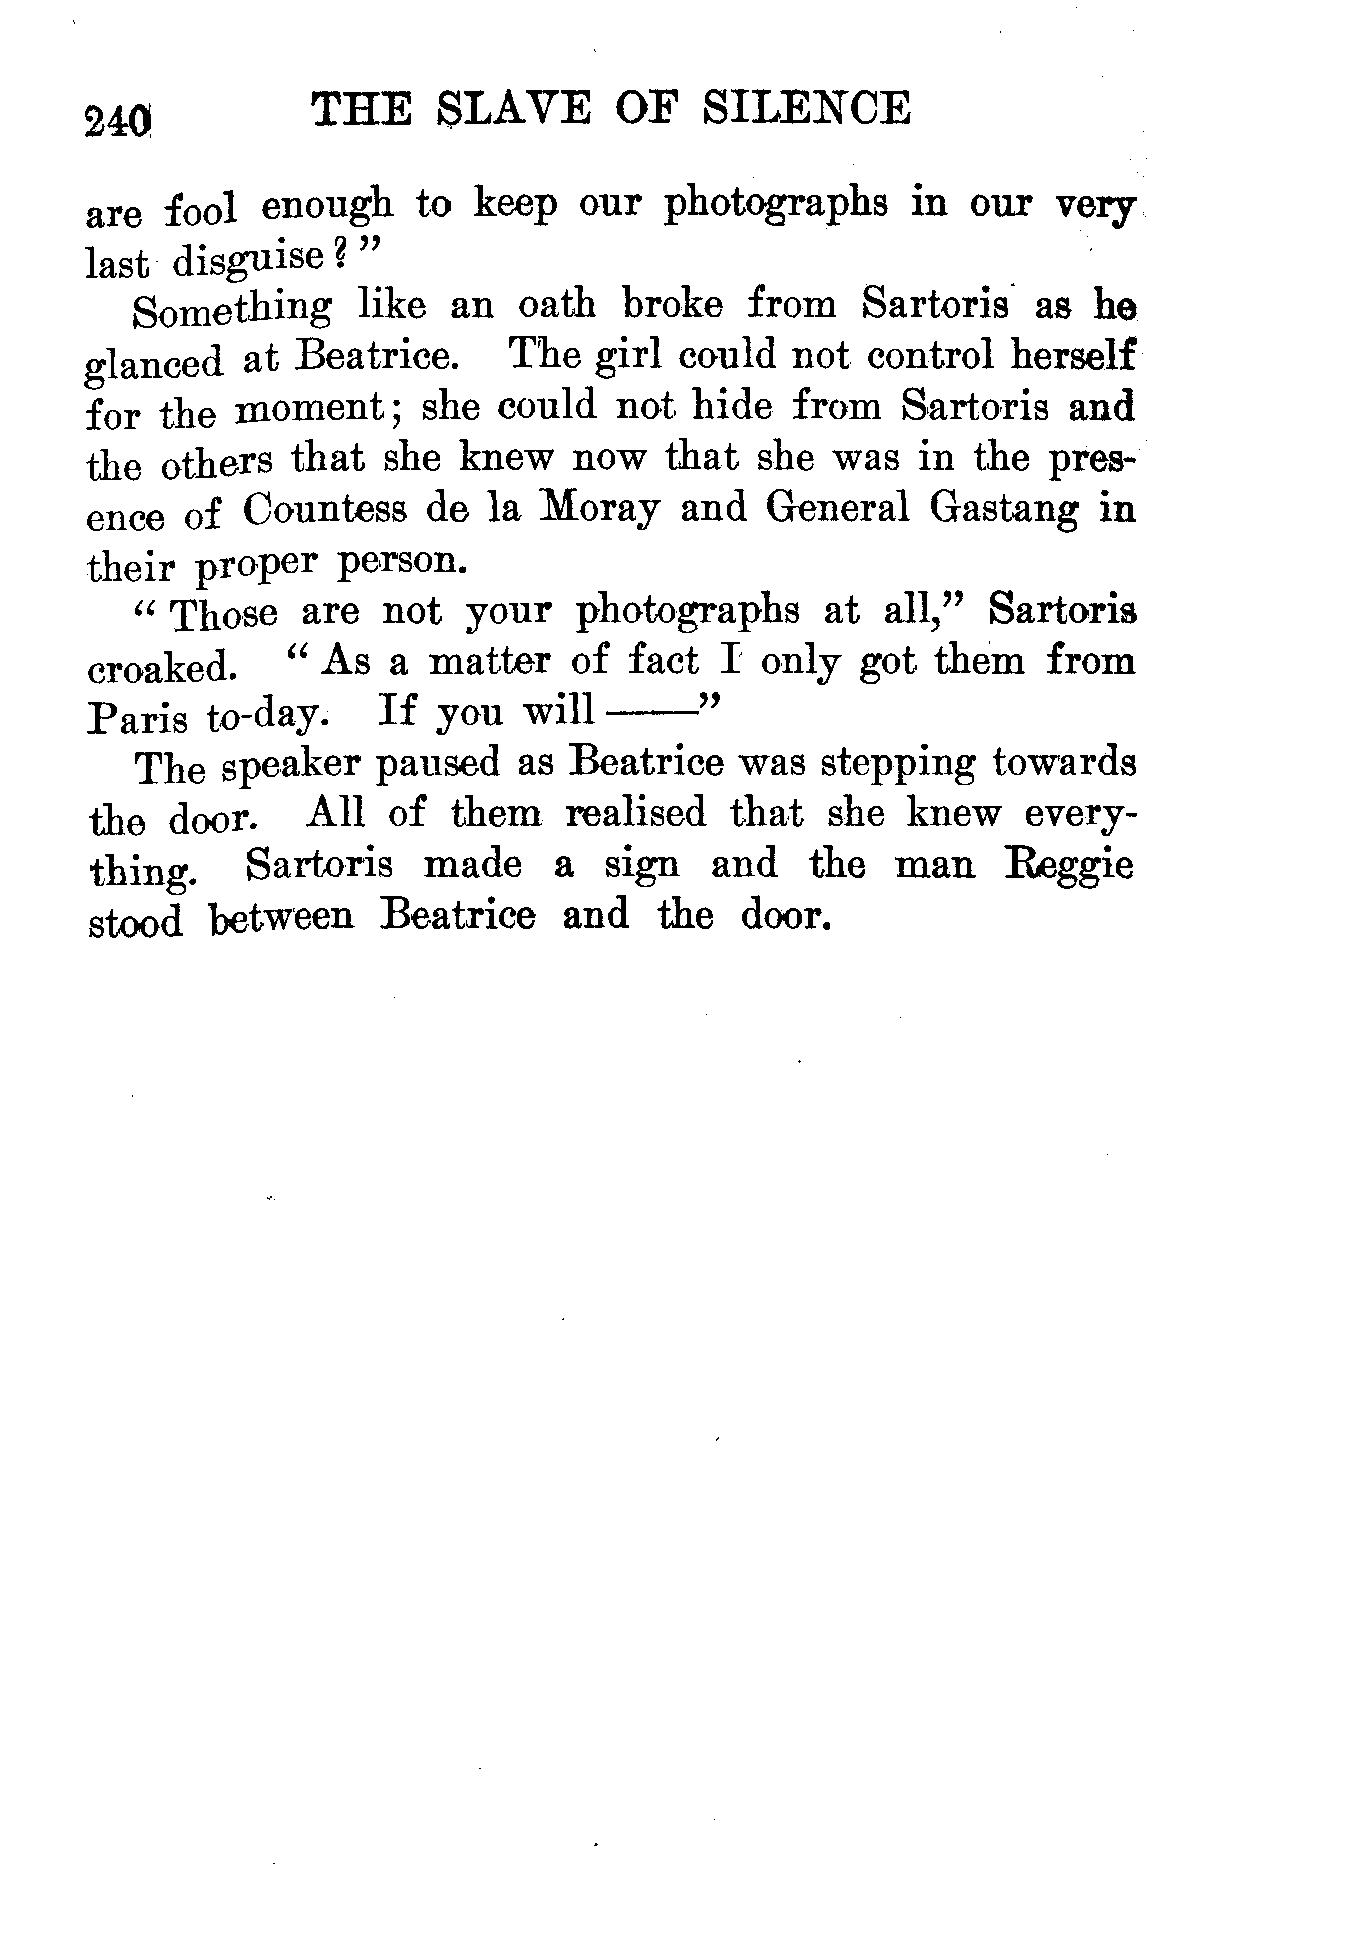 240 THE SLAVE OF SILENCE
are fool enough to keep our photographs in our very
last disguise?"
Something like an oath broke from Sartoris as he
glanced at Beatrice. The girl could not control herself
for the moment; she could not hide from Sartoris and
the others that she knew now that she was in the pres-
ence of Countess de la Moray and General Gastang in
their proper person.
"Those are not your photographs at all," Sartoris
croaked. "As a matter of fact I only got them from
Paris to-day. If you will ——"
The speaker paused as Beatrice was stepping towards
the door. All of them realised that she knew every-
thing. Sartoris made a sign and the man Reggie
stood between Beatrice and the door.